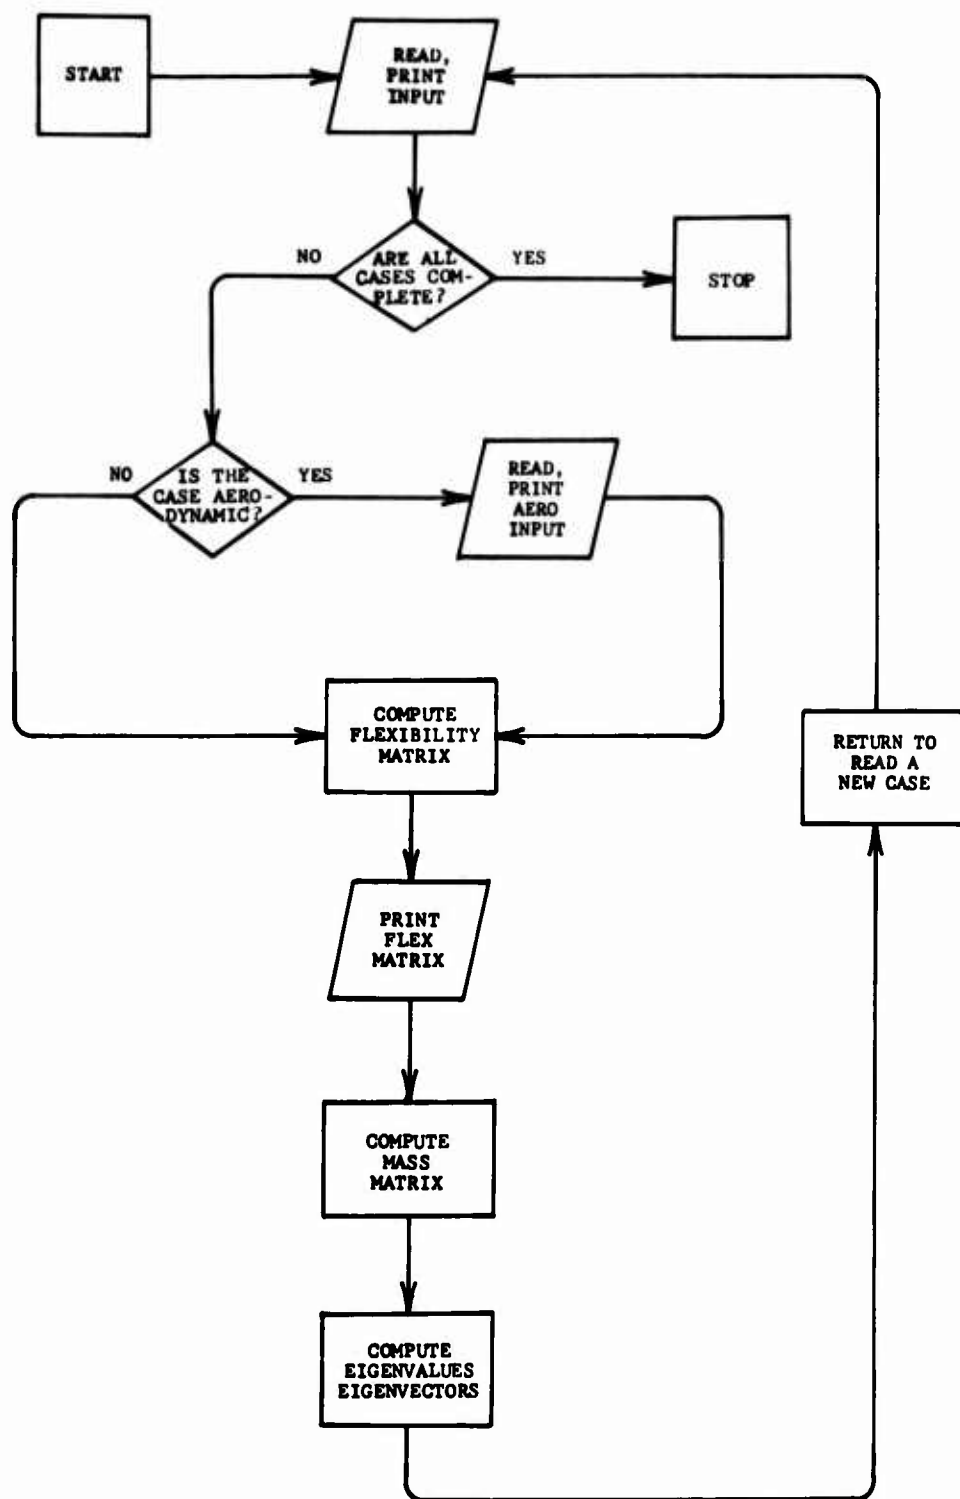 START
READ,
PRINT
INPUT
NO
ARE ALL
CASES COM-
PLETE?
YES
STOP
NO
IS THE
CASE AERO-
DYNAMIC?
YES
READ,
PRINT
AERO
INPUT
COMPUTE
FLEXIBILITY
MATRIX
RETURN TO
READ A
NEW CASE
PRINT
FLEX
MATRIX
COMPUTE
MASS
MATRIX
COMPUTE
EIGENVALUES
EIGENVECTORS